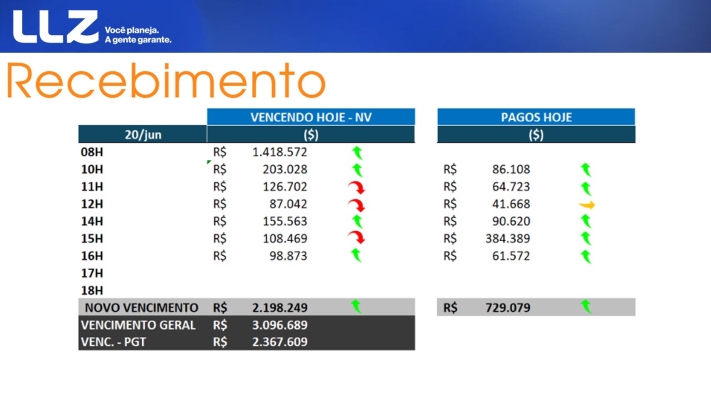 LLZ Você planeja.
A gente garante.
Recebimento
VENCENDO HOJE - NV PAGOS HOJE
20/jun ($) ($)
08H R$ 1.418.572
10H R$ 203.028 R$ 86.108
11H R$ 126.702 R$ 64.723
12H R$ 87.042 R$ 41.668
14H R$ 155.563 R$ 90.620
15H R$ 108.469 R$ 384.389
16H R$ 98.873 R$ 61.572
17H
18H
NOVO VENCIMENTO R$ 2.198.249 R$ 729.079
VENCIMENTO GERAL R$ 3.096.689
VENC. - PGT R$ 2.367.609